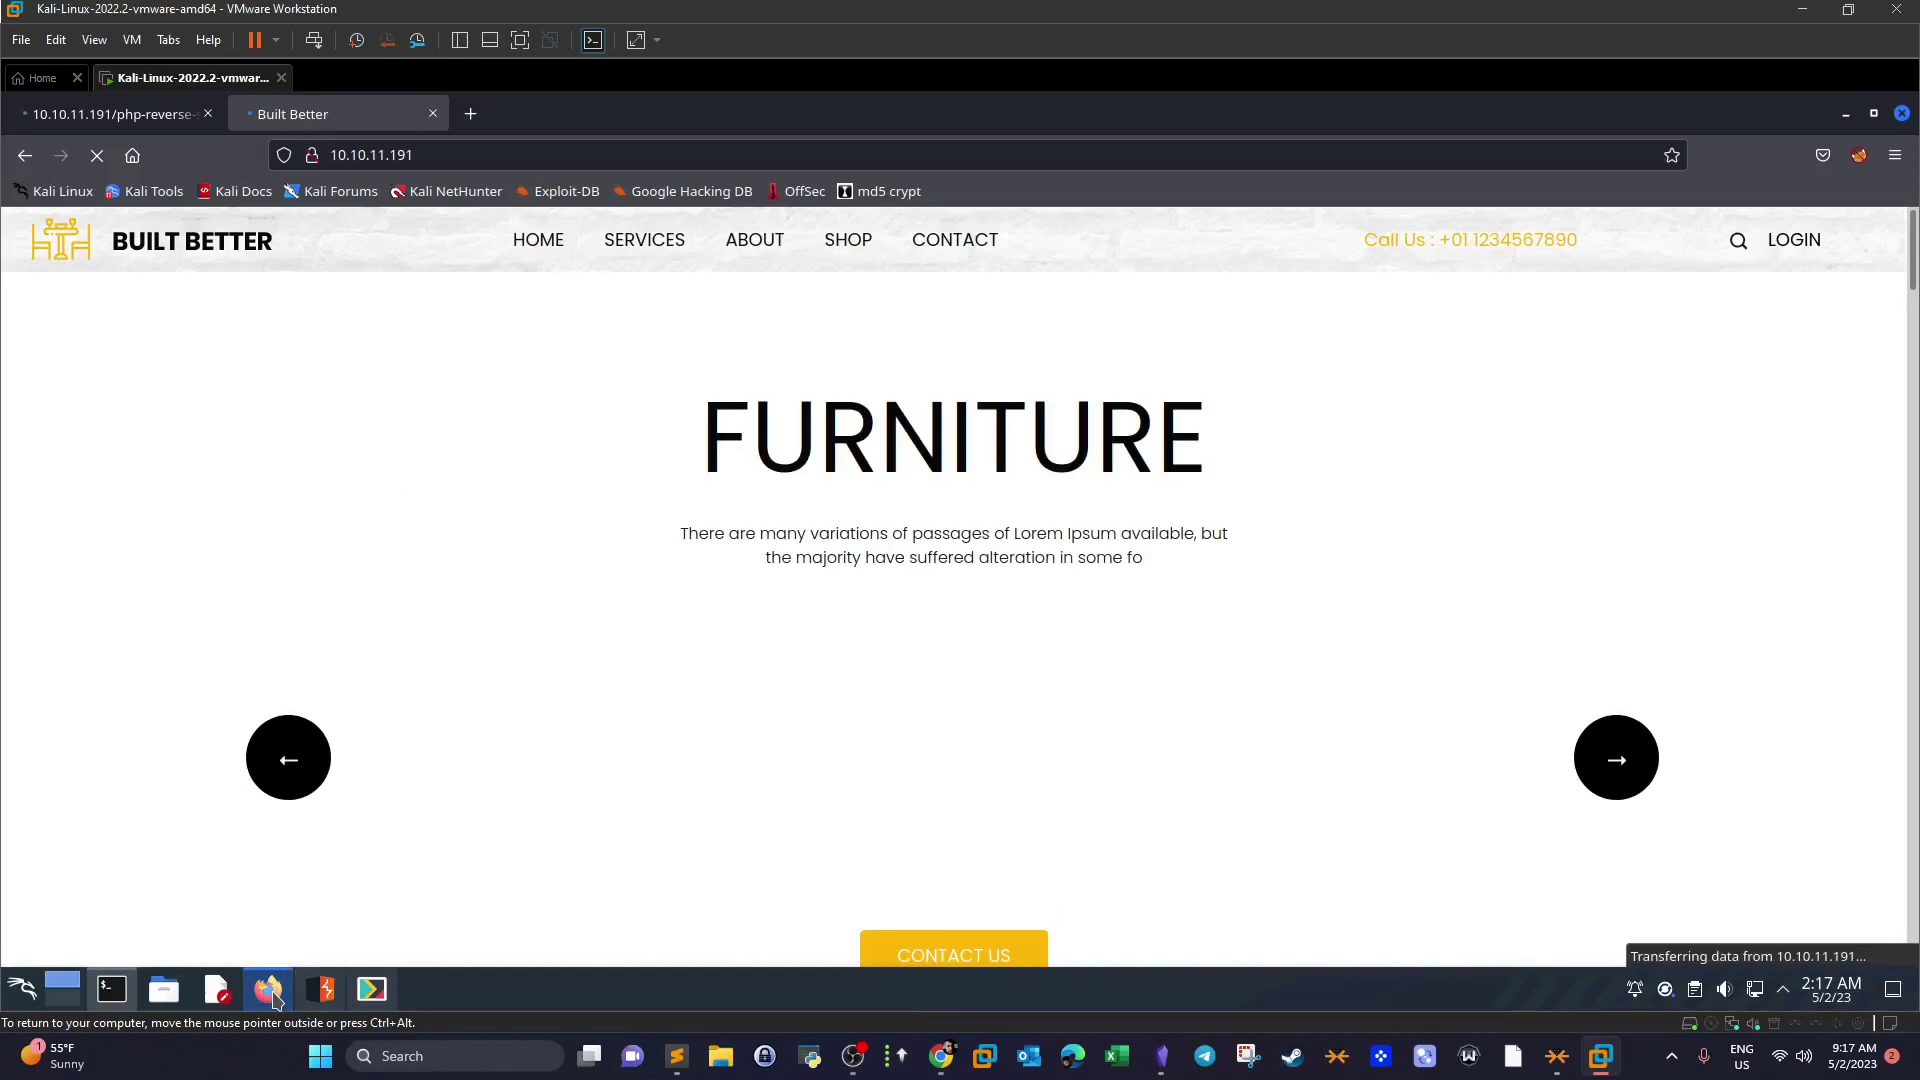 Kali-Linux-2022.2-vmware-amd64 - VMware Workstation
File Edit View VM Tabs Help
Home Kali-Linux-2022.2-vmwar...
10.10.11.191/php-reverse- Built Better
10.10.11.191
Kali Linux Kali Tools Kali Docs Kali Forums Kali NetHunter Exploit-DB Google Hacking DB OffSec md5 crypt
BUILT BETTER HOME SERVICES ABOUT SHOP CONTACT Call Us : +01 1234567890 LOGIN
FURNITURE
There are many variations of passages of Lorem Ipsum available, but
the majority have suffered alteration in some fo
CONTACT US
Transferring data from 10.10.11.191...
2:17 AM
5/2/23
To return to your computer, move the mouse pointer outside or press Ctrl+Alt.
1 55°F
Sunny
Search
ENG
US
9:17 AM
5/2/2023
2